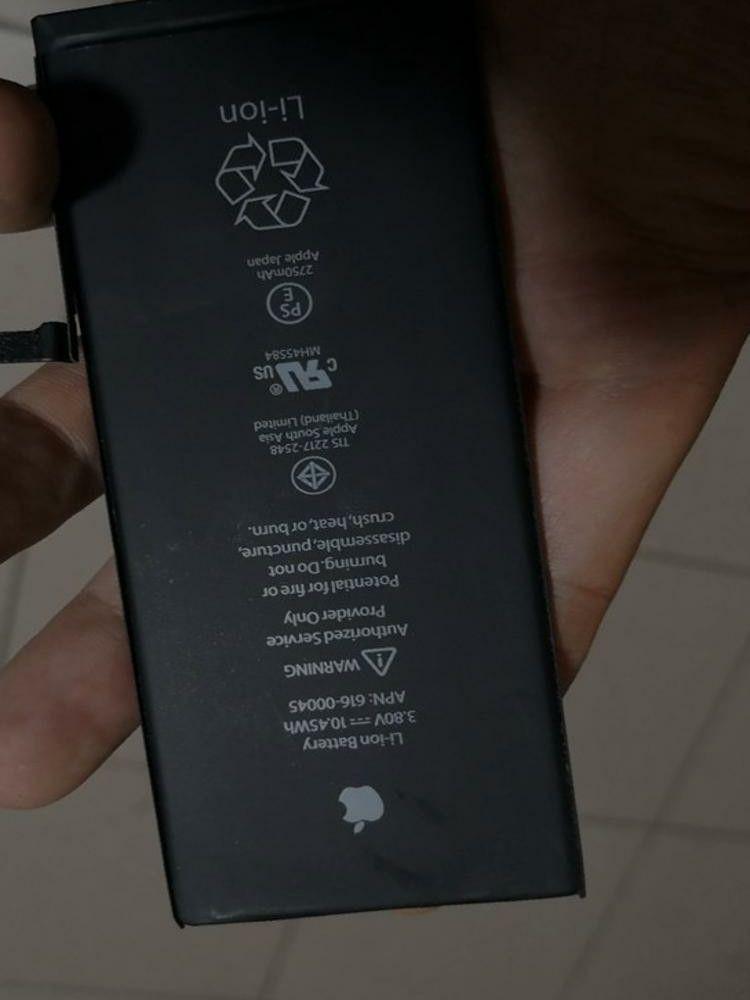 Li-ion Battery
3.80V ⎓ 10.45Wh
APN: 616-00045
WARNING
Authorized Service
Provider Only
Potential for fire or
burning. Do not
disassemble, puncture,
crush, heat, or burn.
TIS 2217-2548
Apple South Asia
(Thailand) Limited
C RU US ®
MH45584
PS
E
2750mAh
Apple Japan
Li-ion